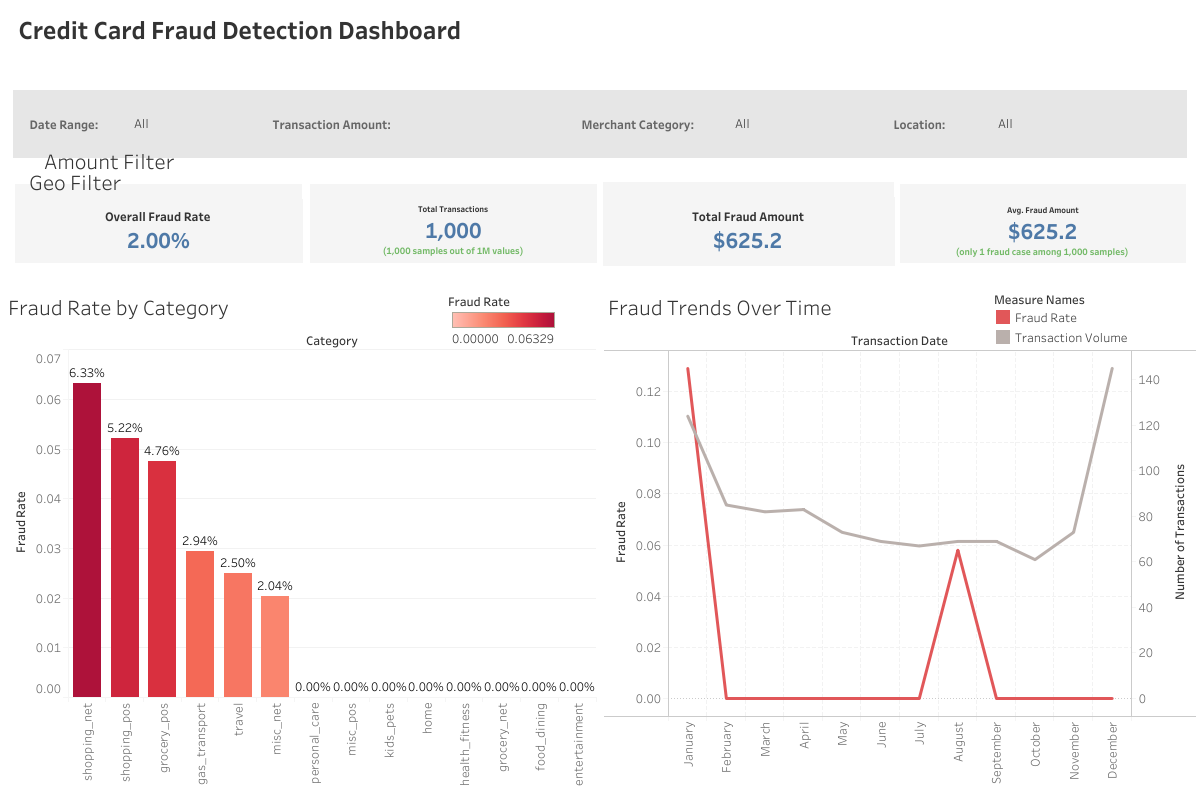 Credit Card Fraud Detection Dashboard
Date Range: All Transaction Amount: Merchant Category: All Location: All
Amount Filter
Geo Filter
Overall Fraud Rate
2.00%
Total Transactions
1,000
(1,000 samples out of 1M values)
Total Fraud Amount
$625.2
Avg. Fraud Amount
$625.2
(only 1 fraud case among 1,000 samples)
Fraud Rate by Category
Fraud Rate
0.00000 0.06329
Category
Fraud Rate
0.07
0.06
0.05
0.04
0.03
0.02
0.01
0.00
6.33%
5.22%
4.76%
2.94%
2.50%
2.04%
0.00% 0.00% 0.00% 0.00% 0.00% 0.00% 0.00% 0.00%
shopping_net
shopping_pos
grocery_pos
gas_transport
travel
misc_net
personal_care
misc_pos
kids_pets
home
health_fitness
grocery_net
food_dining
entertainment
Fraud Trends Over Time
Measure Names
Fraud Rate
Transaction Volume
Transaction Date
Fraud Rate
0.12
0.10
0.08
0.06
0.04
0.02
0.00
140
120
100
80
60
40
20
0
Number of Transactions
January
February
March
April
May
June
July
August
September
October
November
December